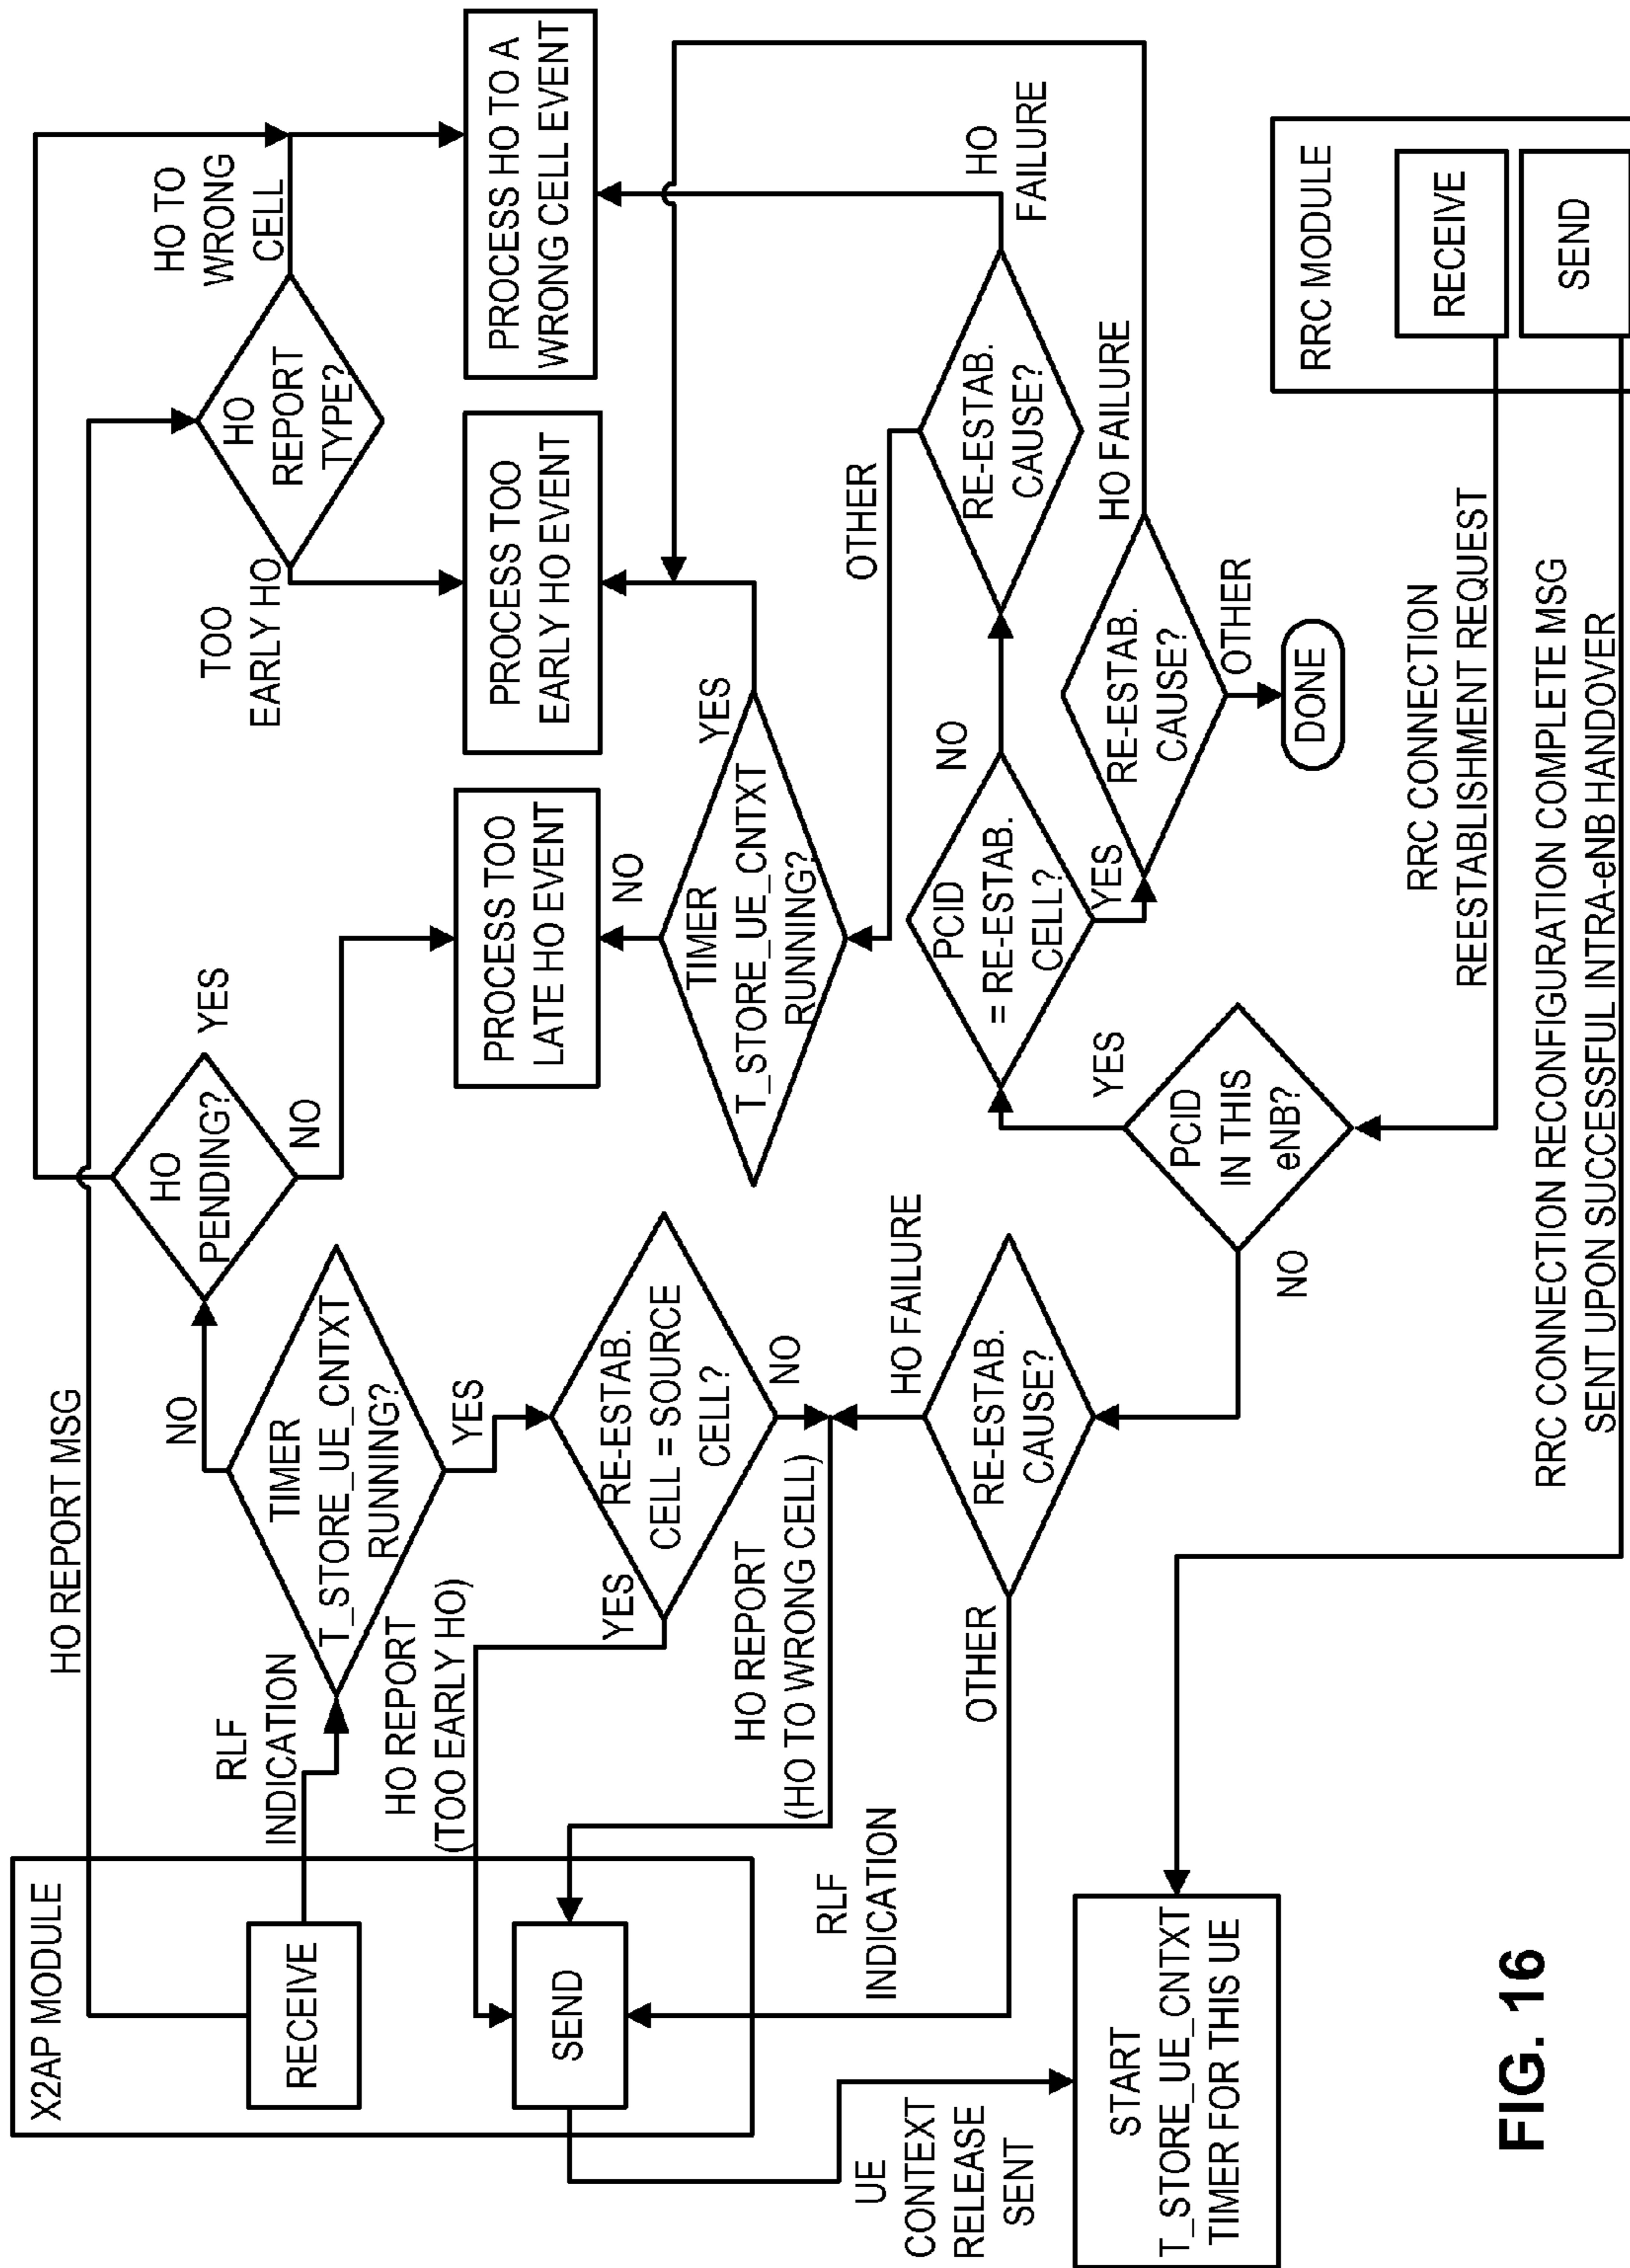 X2AP MODULE
RECEIVE
SEND
HO REPORT MSG
RLF
INDICATION
TIMER
T_STORE_UE_CNTXT
RUNNING?
NO
YES
HO
PENDING?
YES
NO
HO
REPORT
TYPE?
TOO
EARLY HO
HO TO
WRONG
CELL
HO REPORT
(TOO EARLY HO)
RE-ESTAB.
CELL = SOURCE
CELL?
YES
NO
HO REPORT
(HO TO WRONG CELL)
PROCESS TOO
LATE HO EVENT
PROCESS TOO
EARLY HO EVENT
PROCESS HO TO A
WRONG CELL EVENT
TIMER
T_STORE_UE_CNTXT
RUNNING?
NO
YES
RLF
INDICATION
OTHER
RE-ESTAB.
CAUSE?
HO FAILURE
PCID
= RE-ESTAB.
CELL?
NO
YES
OTHER
RE-ESTAB.
CAUSE?
HO
FAILURE
RE-ESTAB.
CAUSE?
HO FAILURE
OTHER
DONE
PCID
IN THIS
eNB?
YES
NO
UE
CONTEXT
RELEASE
SENT
START
T_STORE_UE_CNTXT
TIMER FOR THIS UE
RRC CONNECTION
REESTABLISHMENT REQUEST
RRC CONNECTION RECONFIGURATION COMPLETE MSG
SENT UPON SUCCESSFUL INTRA-eNB HANDOVER
RRC MODULE
RECEIVE
SEND
FIG. 16